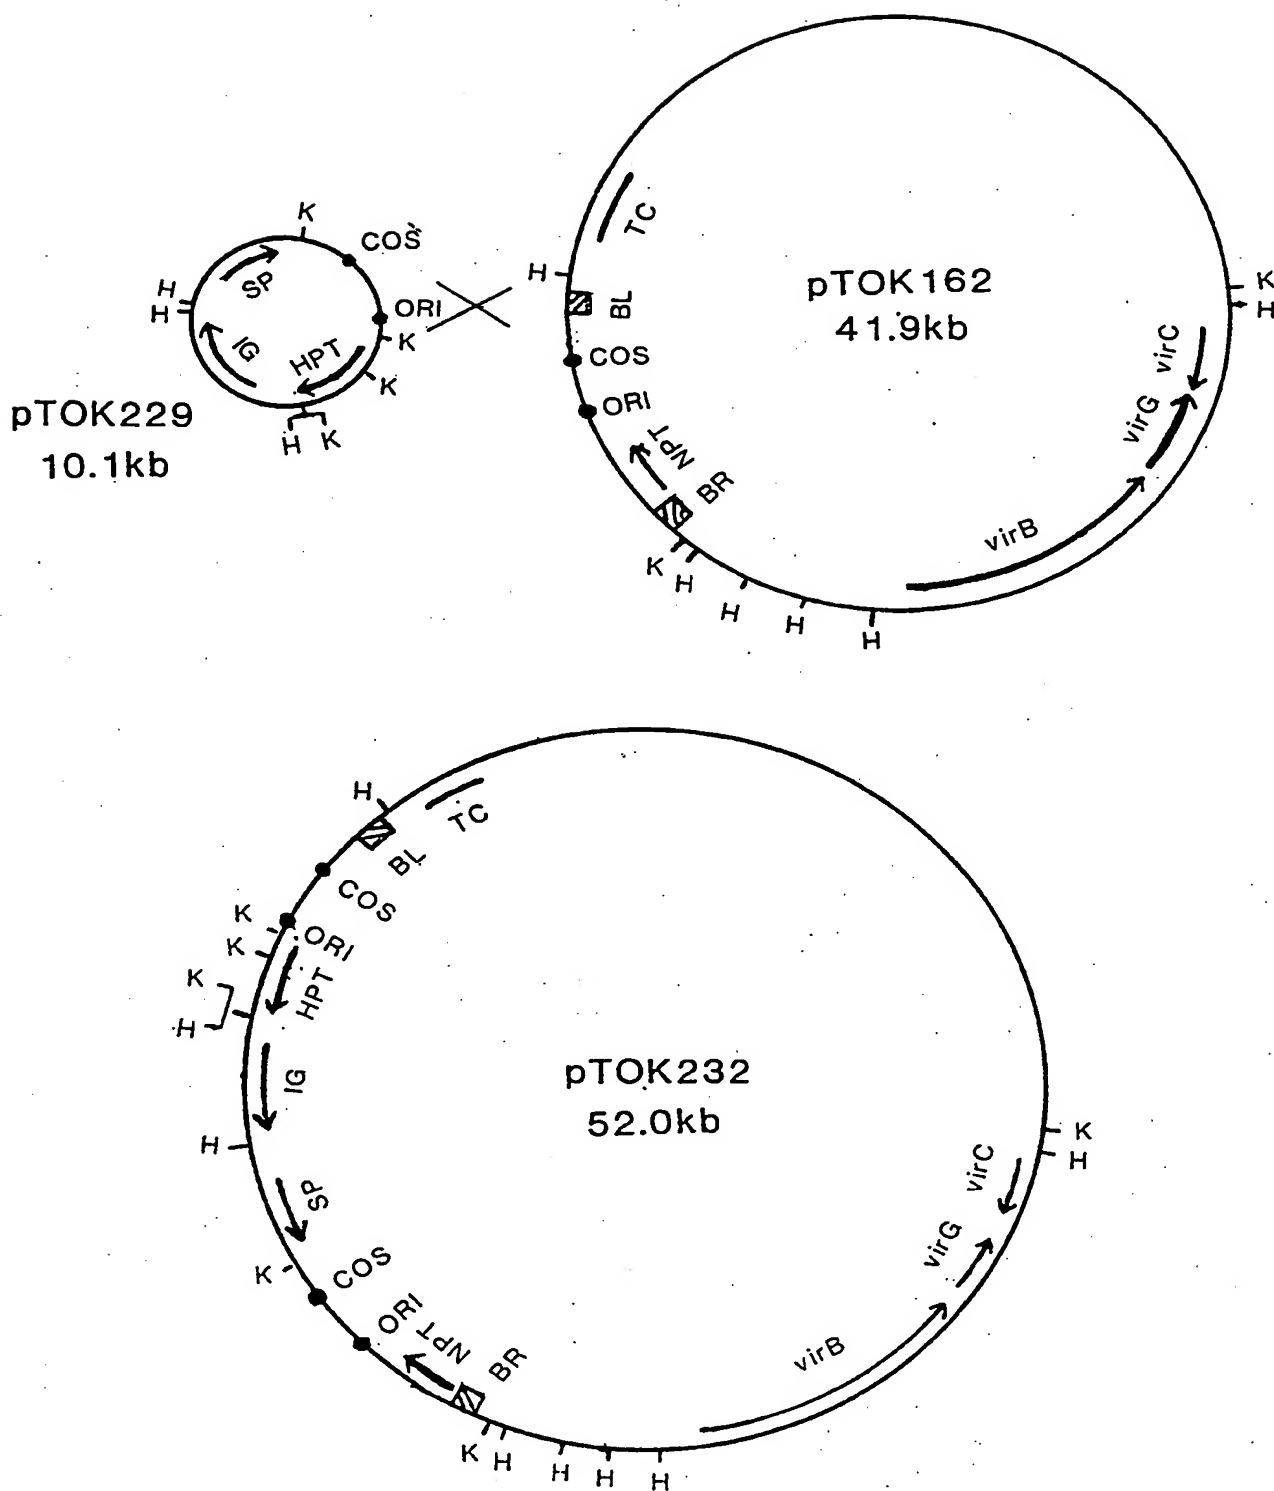 K
COS
SP
H
H
ORI
K
IG
HPT
K
H K
pTOK229
10.1kb
TC
H
BL
COS
ORI
NPT
BR
K
H
H
H
H
pTOK162
41.9kb
K
H
virC
virG
virB
H
TC
BL
COS
K
ORI
K
HPT
K
H
IG
H
SP
K
COS
ORI
NPT
BR
K
H
H
H
H
pTOK232
52.0kb
K
H
virC
virG
virB